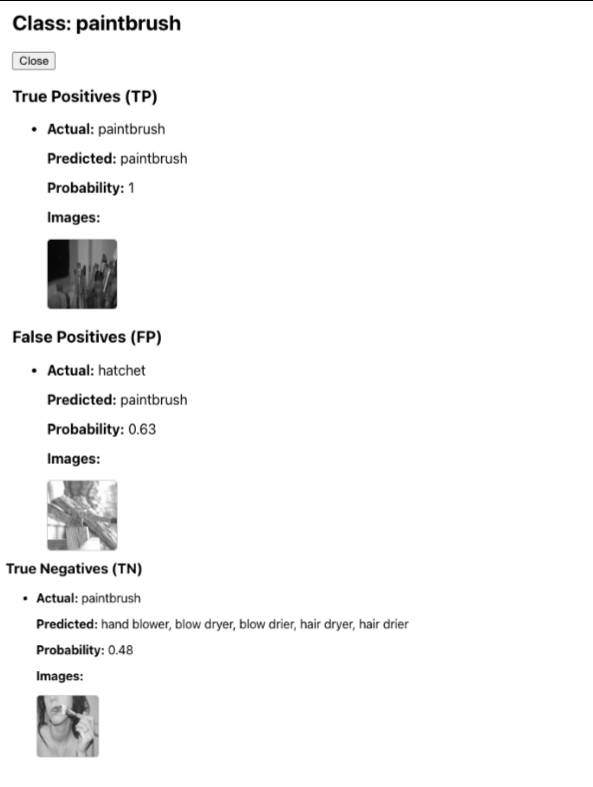 Class: paintbrush
Close
True Positives (TP)
• Actual: paintbrush
Predicted: paintbrush
Probability: 1
Images:
False Positives (FP)
• Actual: hatchet
Predicted: paintbrush
Probability: 0.63
Images:
True Negatives (TN)
• Actual: paintbrush
Predicted: hand blower, blow dryer, blow drier, hair dryer, hair drier
Probability: 0.48
Images: